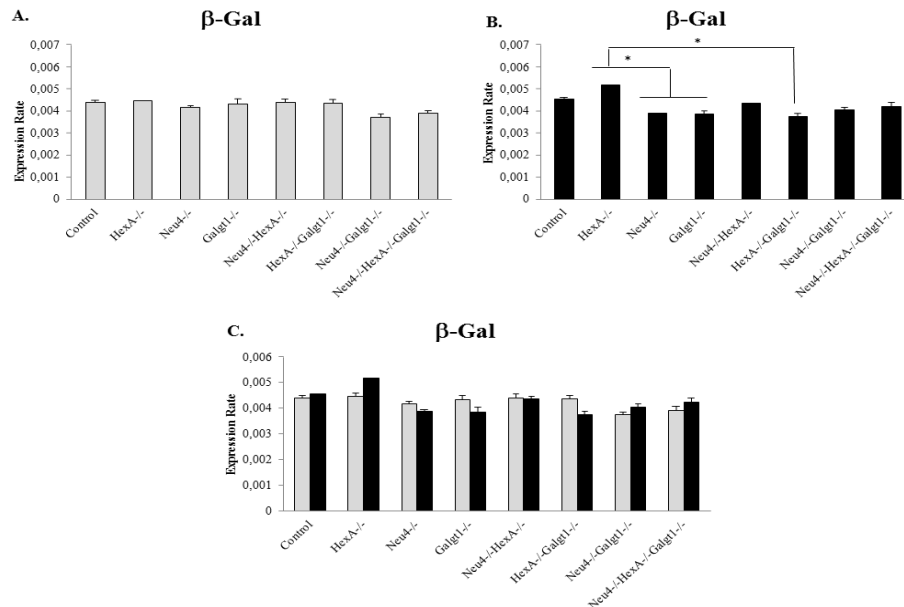 A.
β-Gal
0,007
0,006
0,005
0,004
0,003
0,002
0,001
0
Expression Rate
Control
HexA-/-
Neu4-/-
Galgt1-/-
Neu4-/-HexA-/-
HexA-/-Galgt1-/-
Neu4-/-Galgt1-/-
Neu4-/-HexA-/-Galgt1-/-
B.
β-Gal
0,007
0,006
0,005
0,004
0,003
0,002
0,001
0
Expression Rate
*
*
Control
HexA-/-
Neu4-/-
Galgt1-/-
Neu4-/-HexA-/-
HexA-/-Galgt1-/-
Neu4-/-Galgt1-/-
Neu4-/-HexA-/-Galgt1-/-
C.
β-Gal
0,006
0,005
0,004
0,003
0,002
0,001
0
Expression Rate
Control
HexA-/-
Neu4-/-
Galgt1-/-
Neu4-/-HexA-/-
HexA-/-Galgt1-/-
Neu4-/-Galgt1-/-
Neu4-/-HexA-/-Galgt1-/-